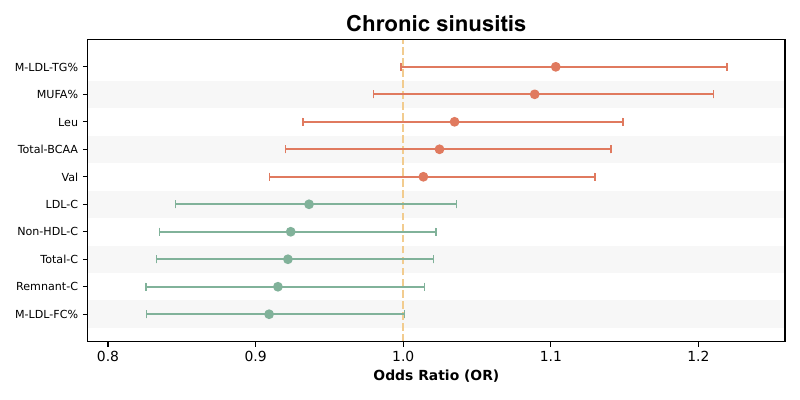 Chronic sinusitis
M-LDL-TG%
MUFA%
Leu
Total-BCAA
Val
LDL-C
Non-HDL-C
Total-C
Remnant-C
M-LDL-FC%
0.8 0.9 1.0 1.1 1.2
Odds Ratio (OR)